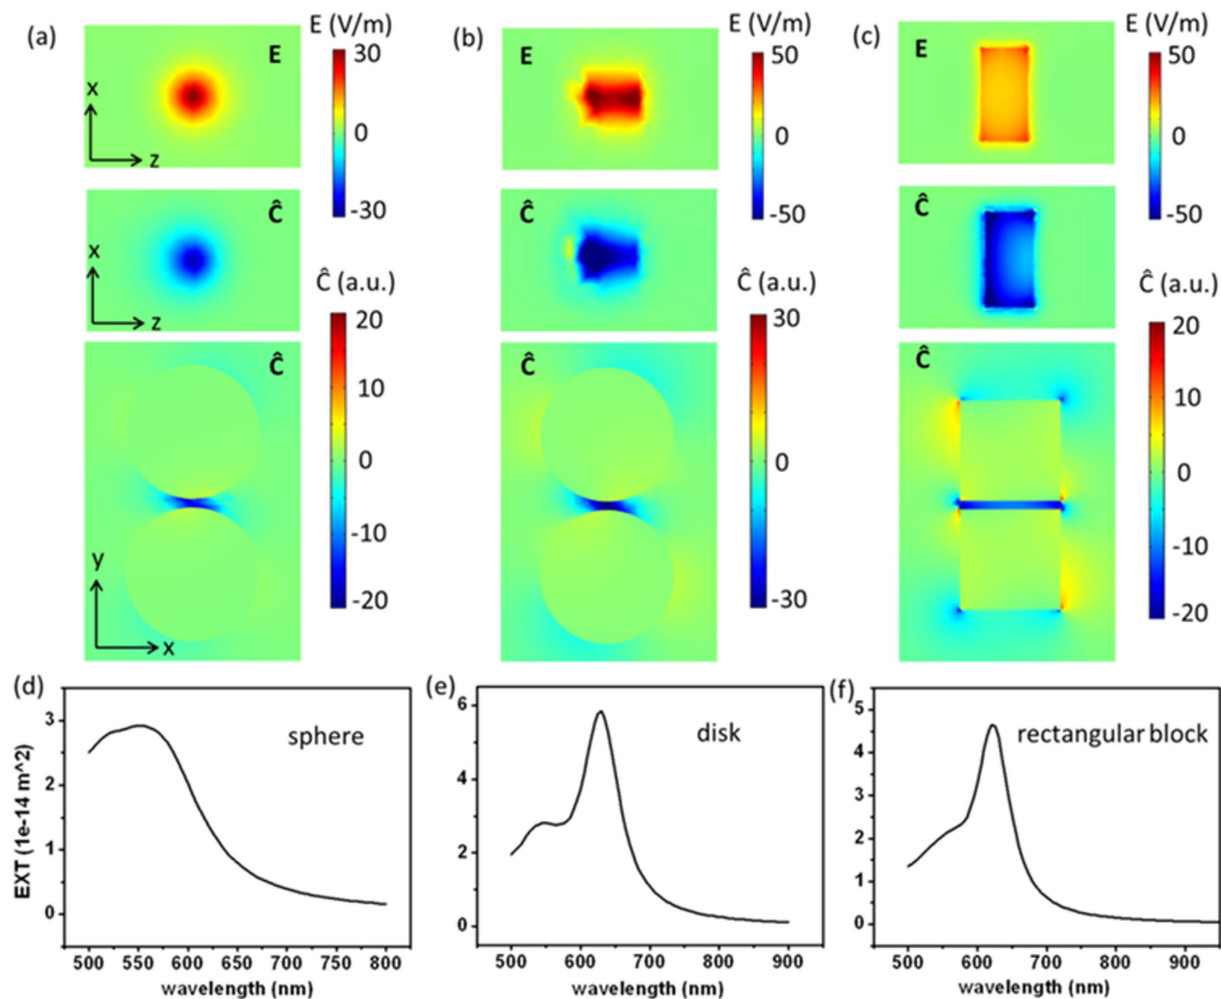 (a)
E (V/m)
E
30
0
-30
x
z
Ĉ
x
z
Ĉ (a.u.)
20
10
0
-10
-20
Ĉ
y
x
(b)
E (V/m)
E
50
0
-50
Ĉ
Ĉ (a.u.)
30
0
-30
Ĉ
(c)
E (V/m)
E
50
0
-50
Ĉ
Ĉ (a.u.)
20
10
0
-10
-20
Ĉ
(d)
sphere
EXT (1e-14 m^2)
3
2
1
0
500 550 600 650 700 750 800
wavelength (nm)
(e)
disk
6
4
2
0
500 600 700 800 900
wavelength (nm)
(f)
rectangular block
5
4
3
2
1
0
500 600 700 800 900
wavelength (nm)